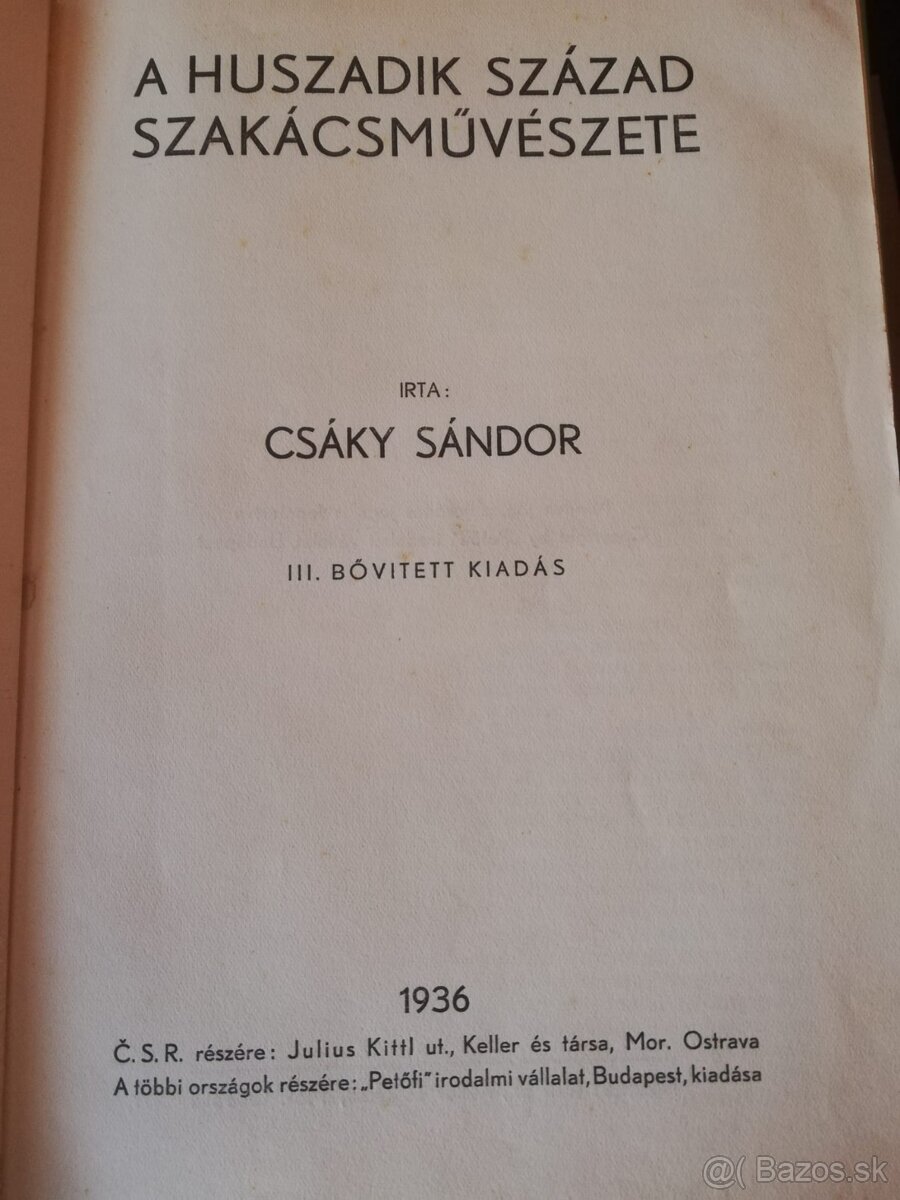 A HUSZADIK SZÁZAD
SZAKÁCSMŰVÉSZETE
IRTA:
CSÁKY SÁNDOR
III. BŐVITETT KIADÁS
1936
Č. S. R. részére: Julius Kittl ut., Keller és társa, Mor. Ostrava
A többi országok részére: „Petőfi" irodalmi vállalat, Budapest, kiadása
@( Bazos.sk